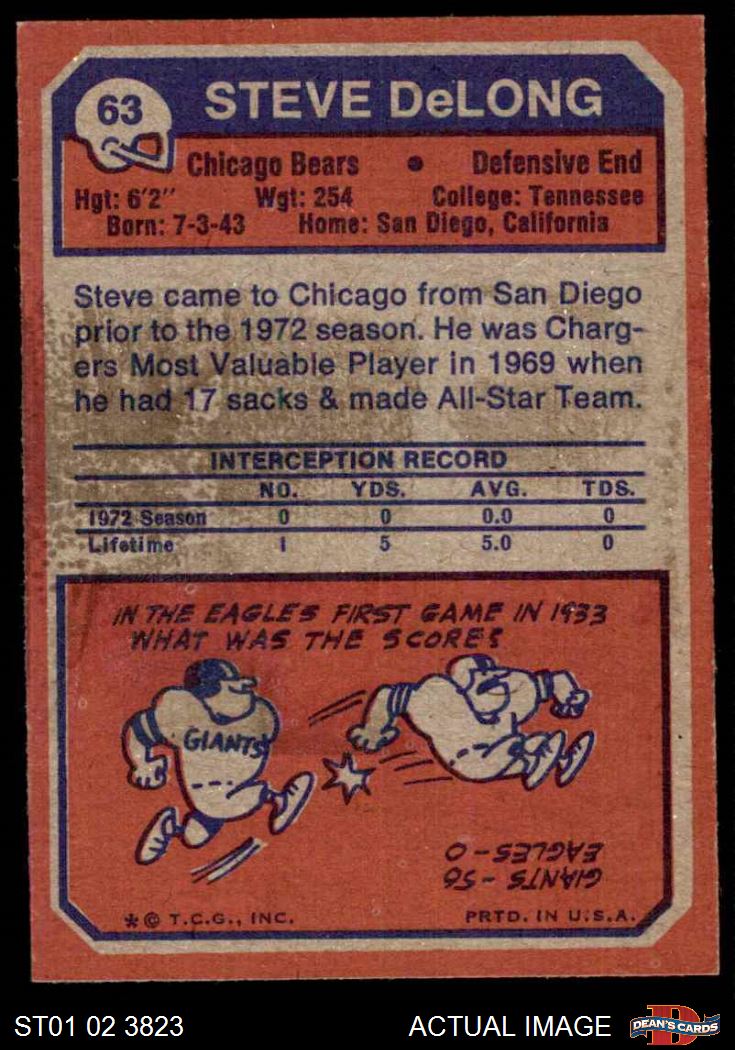 63
STEVE DeLONG
Chicago Bears • Defensive End
Hgt: 6'2" Wgt: 254 College: Tennessee
Born: 7-3-43 Home: San Diego, California
Steve came to Chicago from San Diego
prior to the 1972 season. He was Charg-
ers Most Valuable Player in 1969 when
he had 17 sacks & made All-Star Team.
INTERCEPTION RECORD
NO. YDS. AVG. TDS.
1972 Season 0 0 0.0 0
Lifetime 1 5 5.0 0
IN THE EAGLES FIRST GAME IN 1933
WHAT WAS THE SCORE?
GIANTS
GIANTS - 56
EAGLES - 0
* © T.C.G., INC. PRTD. IN U.S.A.
ST01 02 3823 ACTUAL IMAGE DEAN'S CARDS